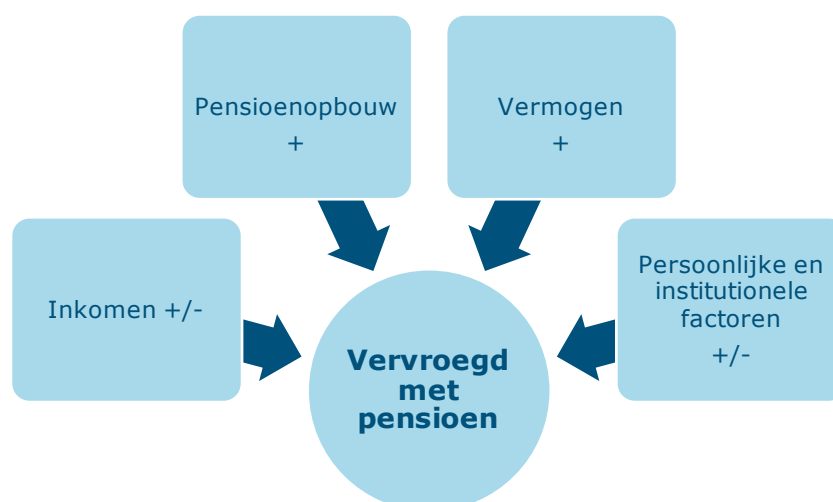 Pensioenopbouw
+
Vermogen
+
Inkomen +/-
Persoonlijke en
institutionele
factoren
+/-
Vervroegd
met
pensioen